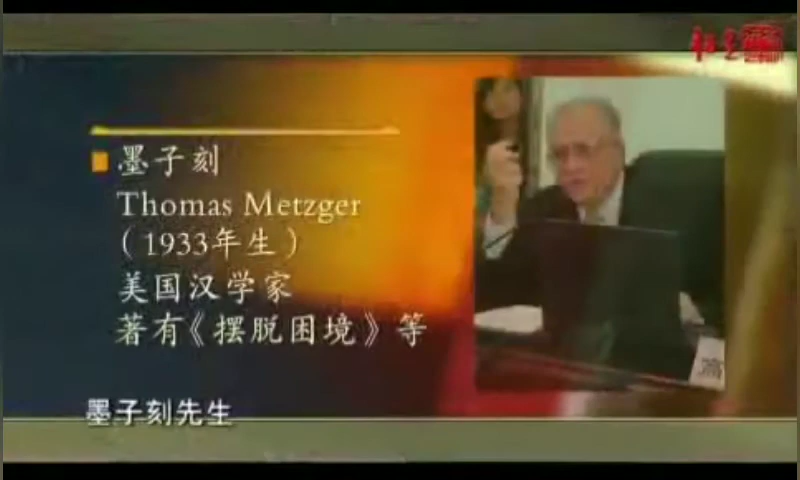 墨子刻
Thomas Metzger
（1933年生）
美国汉学家
著有《摆脱困境》等
高
墨子刻先生